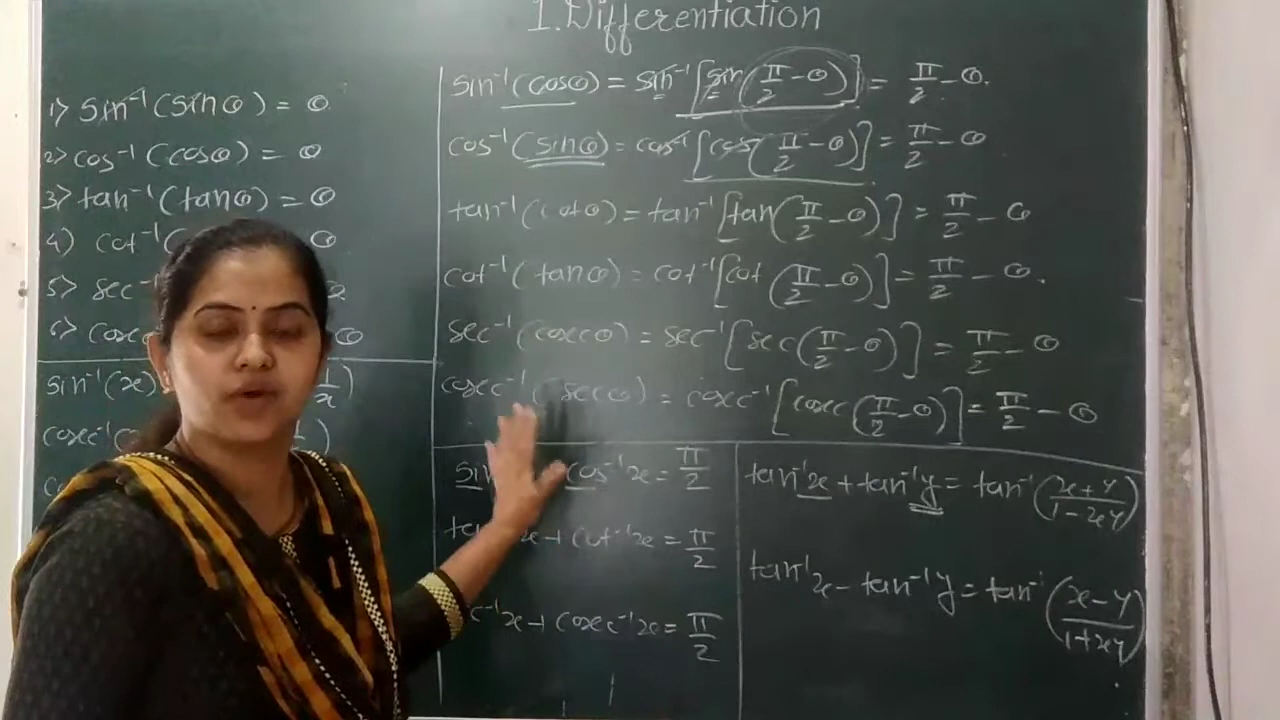 1. Differentiation
1) sin⁻¹(sinθ) = θ
2) cos⁻¹(cosθ) = θ
3) tan⁻¹(tanθ) = θ
4) cot⁻¹( θ
5) sec⁻¹
6) cosec θ
sin⁻¹(x) 1/x)
cosec⁻¹(
sin⁻¹(cosθ) = sin⁻¹[sin(π/2 - θ)] = π/2 - θ.
cos⁻¹(sinθ) = cos⁻¹[cos(π/2 - θ)] = π/2 - θ
tan⁻¹(cotθ) = tan⁻¹[tan(π/2 - θ)] = π/2 - θ
cot⁻¹(tanθ) = cot⁻¹[cot(π/2 - θ)] = π/2 - θ.
sec⁻¹(cosecθ) = sec⁻¹[sec(π/2 - θ)] = π/2 - θ
cosec⁻¹(secθ) = cosec⁻¹[cosec(π/2 - θ)] = π/2 - θ
sin cos⁻¹x = π/2
x + cot⁻¹x = π/2
c⁻¹x + cosec⁻¹x = π/2
tan⁻¹x + tan⁻¹y = tan⁻¹(x+y/1-xy)
tan⁻¹x - tan⁻¹y = tan⁻¹(x-y/1+xy)